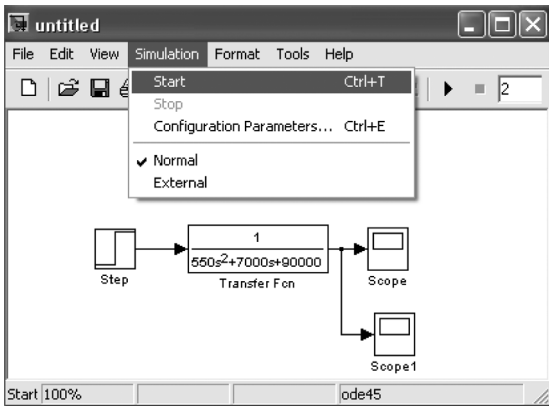 untitled
File Edit View Simulation Format Tools Help
2
Start Ctrl+T
Stop
Configuration Parameters... Ctrl+E
Normal
External
1
550s²+7000s+90000
Step
Transfer Fcn
Scope
Scope1
Start 100% ode45